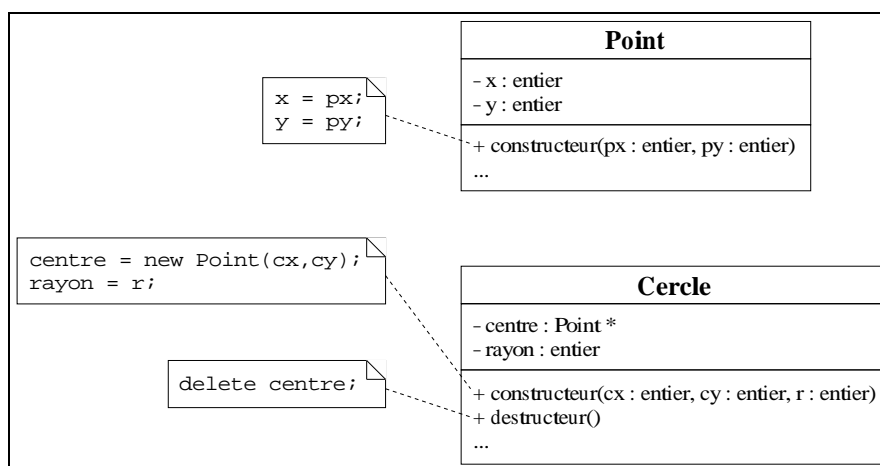 Point
- x : entier
- y : entier
x = px;
y = py;
+ constructeur(px : entier, py : entier)
...
centre = new Point(cx,cy);
rayon = r;
Cercle
- centre : Point *
- rayon : entier
delete centre;
+ constructeur(cx : entier, cy : entier, r : entier)
+ destructeur()
...